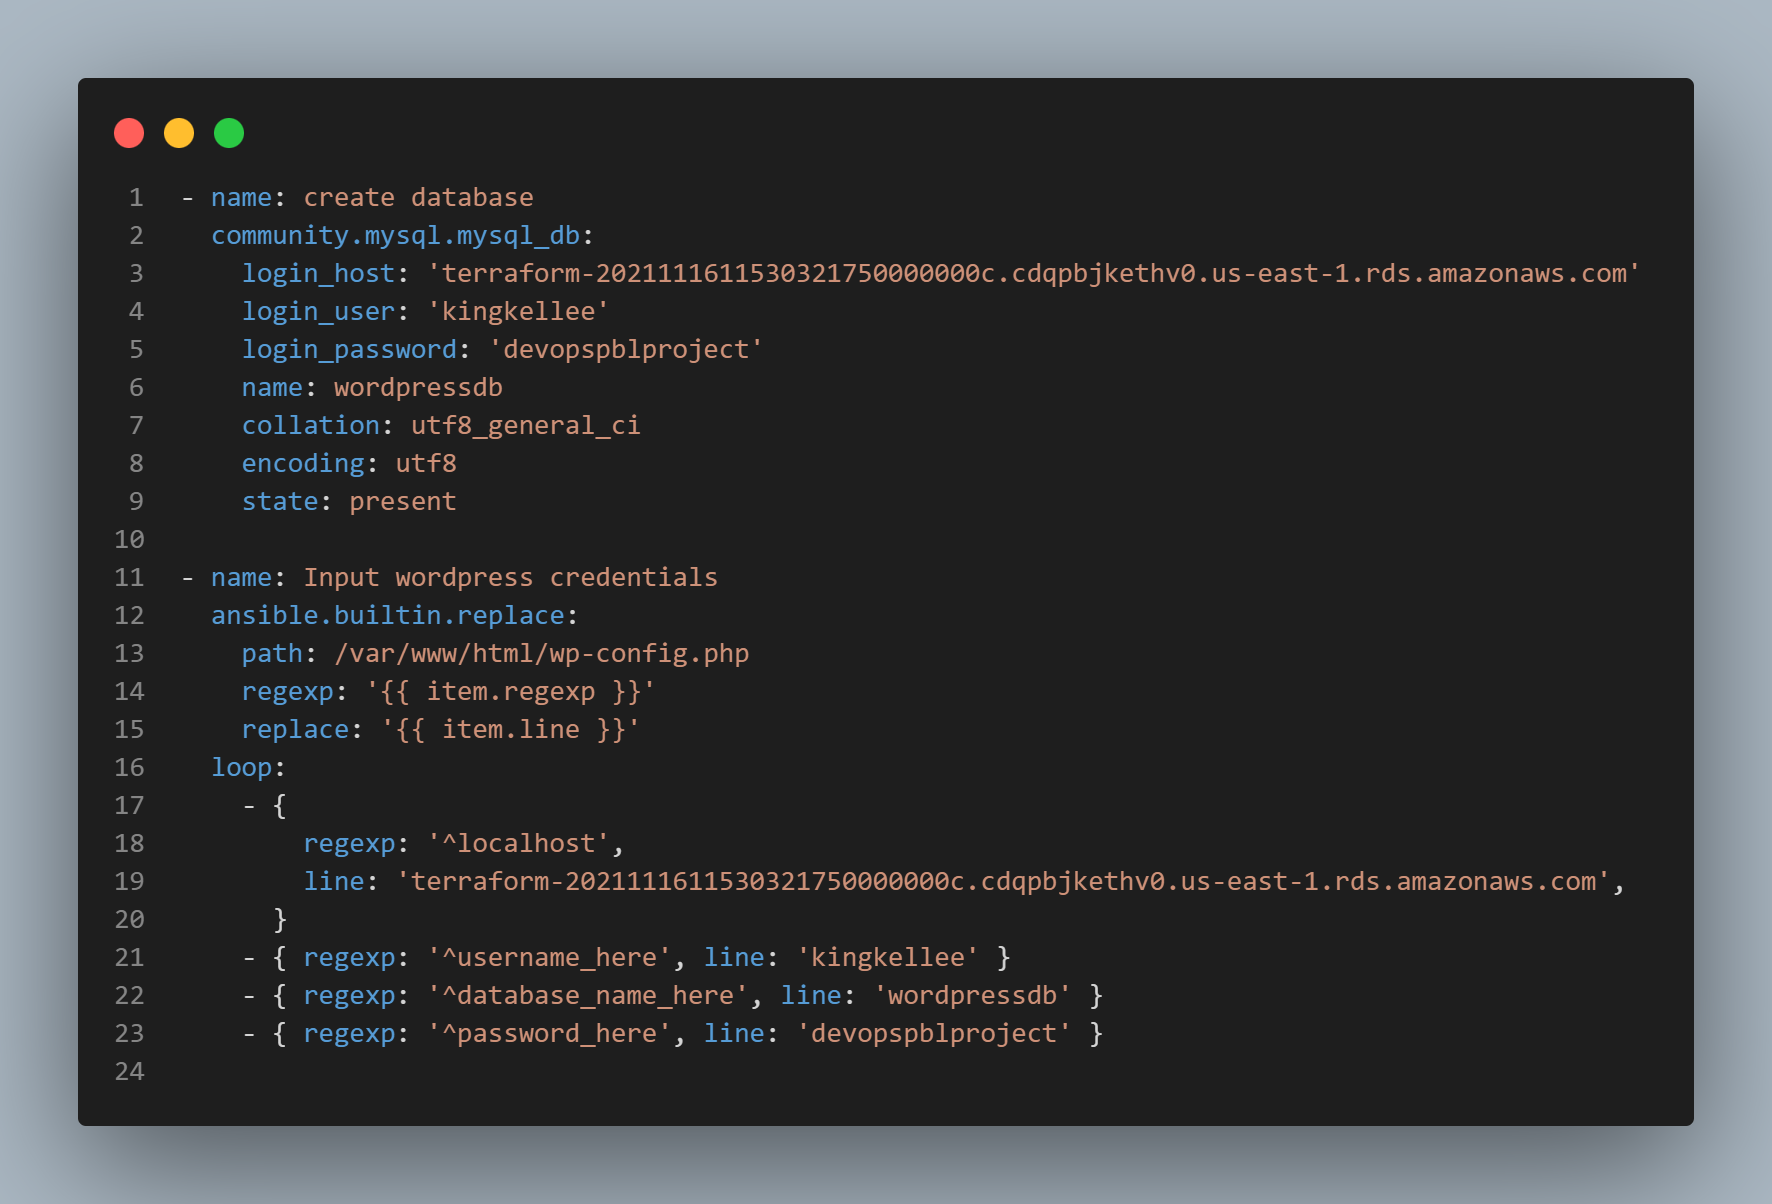 1 - name: create database
2   community.mysql.mysql_db:
3     login_host: 'terraform-20211116115303217500000000c.cdqpbjkethv0.us-east-1.rds.amazonaws.com'
4     login_user: 'kingkellee'
5     login_password: 'devopspblproject'
6     name: wordpressdb
7     collation: utf8_general_ci
8     encoding: utf8
9     state: present
10
11 - name: Input wordpress credentials
12   ansible.builtin.replace:
13     path: /var/www/html/wp-config.php
14     regexp: '{{ item.regexp }}'
15     replace: '{{ item.line }}'
16   loop:
17     - {
18         regexp: '^localhost',
19         line: 'terraform-20211116115303217500000000c.cdqpbjkethv0.us-east-1.rds.amazonaws.com',
20       }
21     - { regexp: '^username_here', line: 'kingkellee' }
22     - { regexp: '^database_name_here', line: 'wordpressdb' }
23     - { regexp: '^password_here', line: 'devopspblproject' }
24